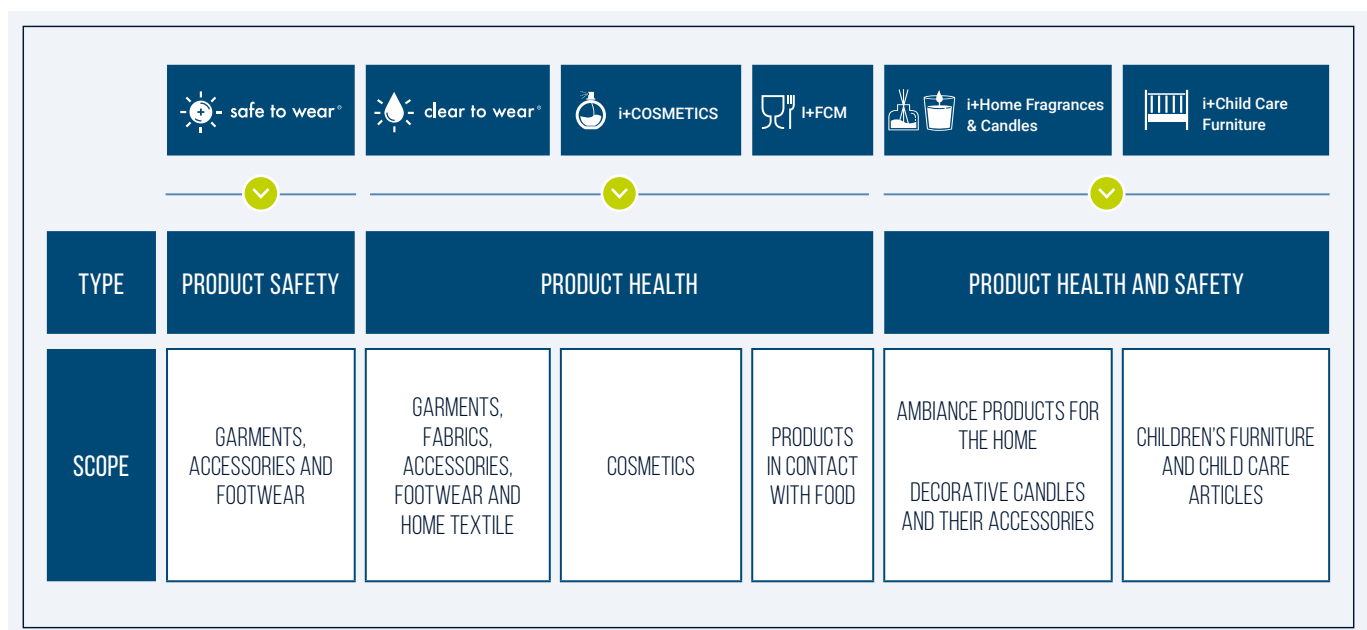 safe to wear®
clear to wear®
i+COSMETICS
I+FCM
i+Home Fragrances
& Candles
i+Child Care
Furniture
TYPE
PRODUCT SAFETY
PRODUCT HEALTH
PRODUCT HEALTH AND SAFETY
SCOPE
GARMENTS,
ACCESSORIES AND
FOOTWEAR
GARMENTS,
FABRICS,
ACCESSORIES,
FOOTWEAR AND
HOME TEXTILE
COSMETICS
PRODUCTS
IN CONTACT
WITH FOOD
AMBIANCE PRODUCTS FOR
THE HOME
DECORATIVE CANDLES
AND THEIR ACCESSORIES
CHILDREN'S FURNITURE
AND CHILD CARE
ARTICLES